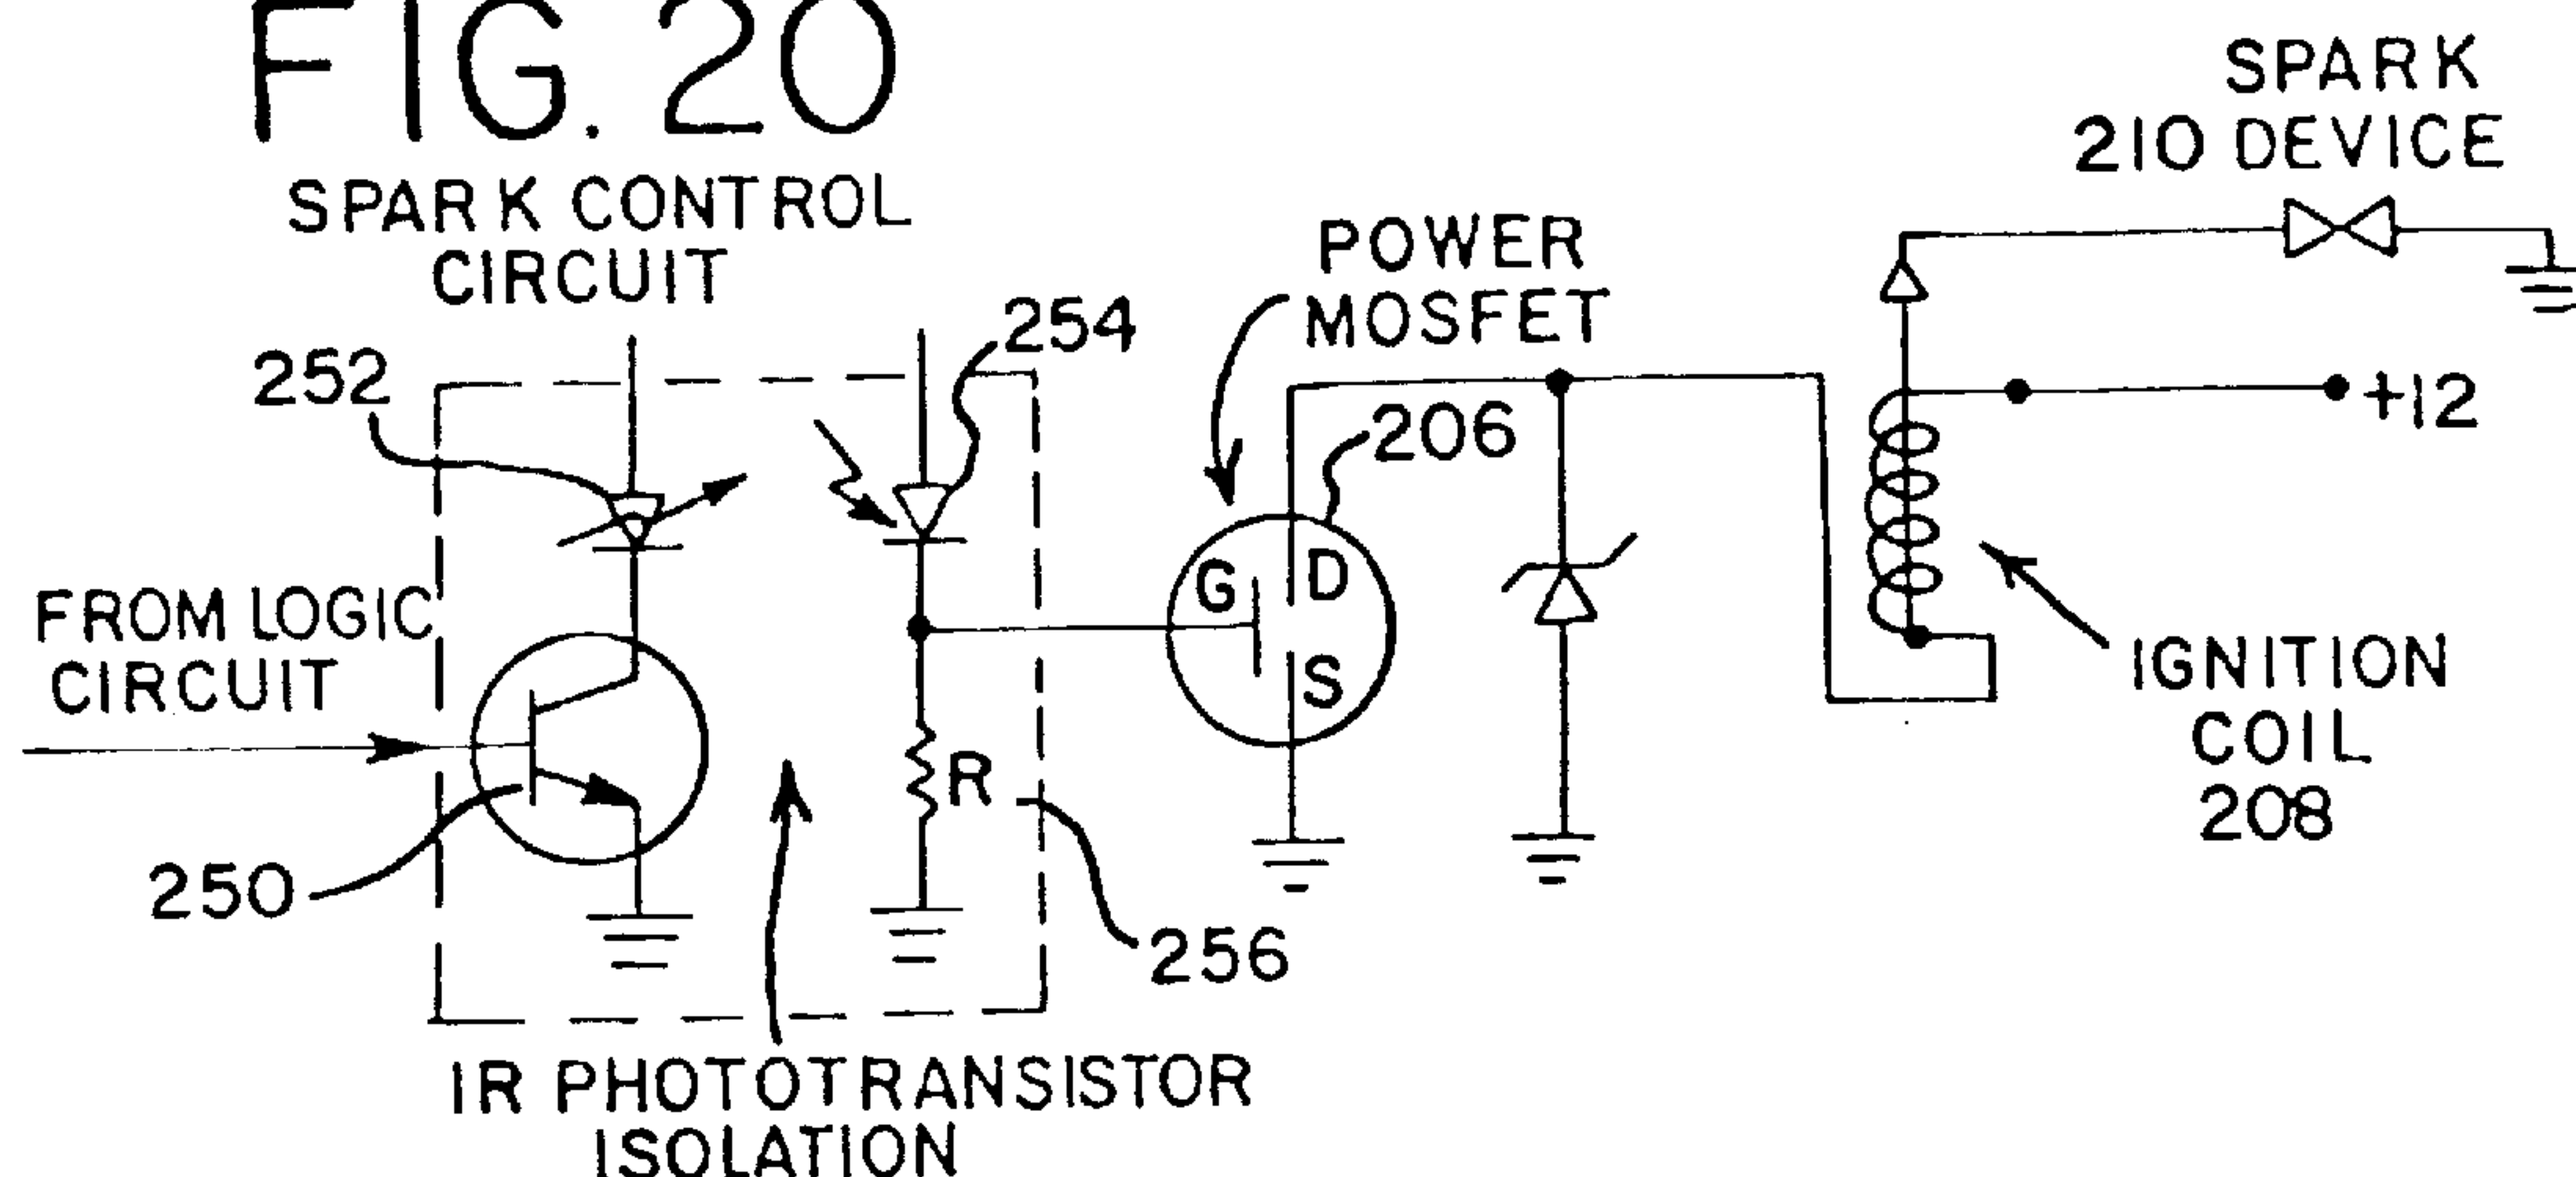 FIG. 20
SPARK CONTROL
CIRCUIT
SPARK
210 DEVICE
POWER
MOSFET
254
252
206
+12
G
D
S
FROM LOGIC
CIRCUIT
R
IGNITION
COIL
208
250
256
IR PHOTOTRANSISTOR
ISOLATION